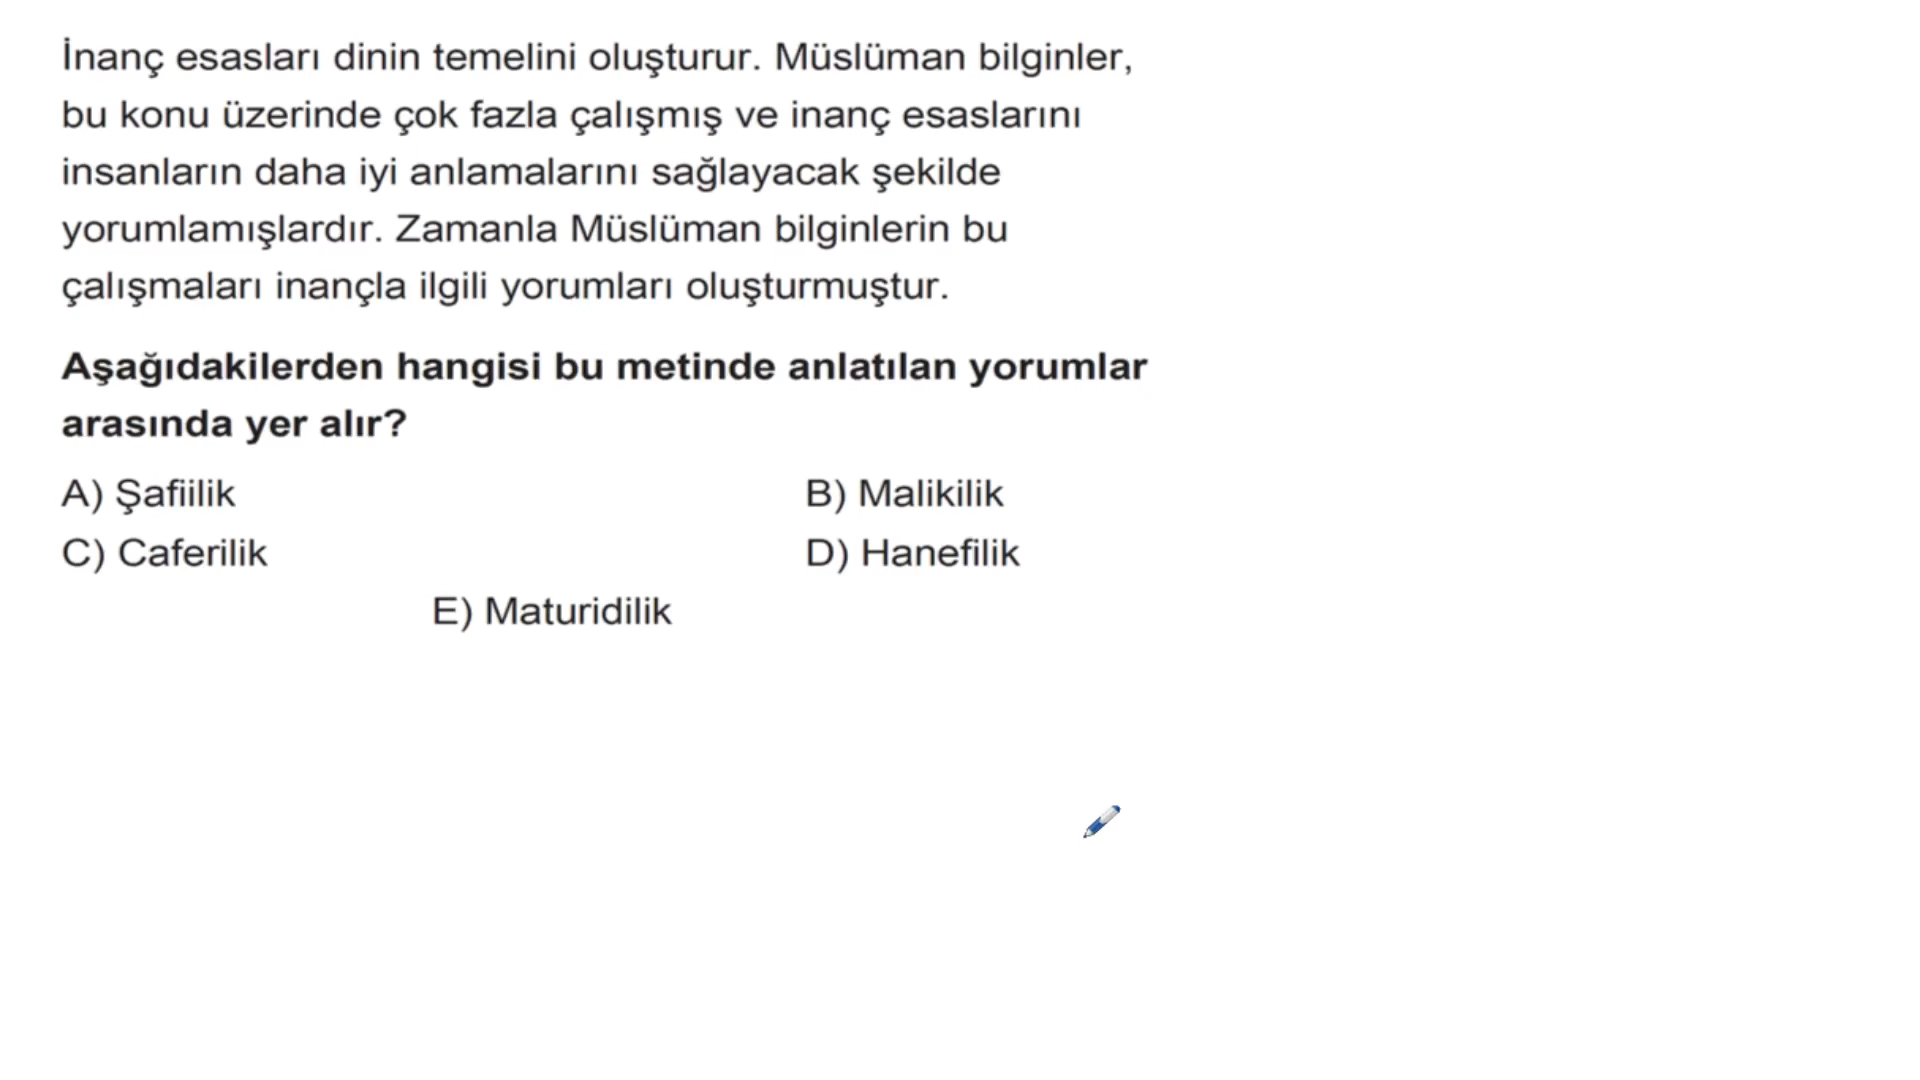 İnanç esasları dinin temelini oluşturur. Müslüman bilginler,
bu konu üzerinde çok fazla çalışmış ve inanç esaslarını
insanların daha iyi anlamalarını sağlayacak şekilde
yorumlamışlardır. Zamanla Müslüman bilginlerin bu
çalışmaları inançla ilgili yorumları oluşturmuştur.
Aşağıdakilerden hangisi bu metinde anlatılan yorumlar
arasında yer alır?
A) Şafiilik B) Malikilik
C) Caferilik D) Hanefilik
E) Maturidilik